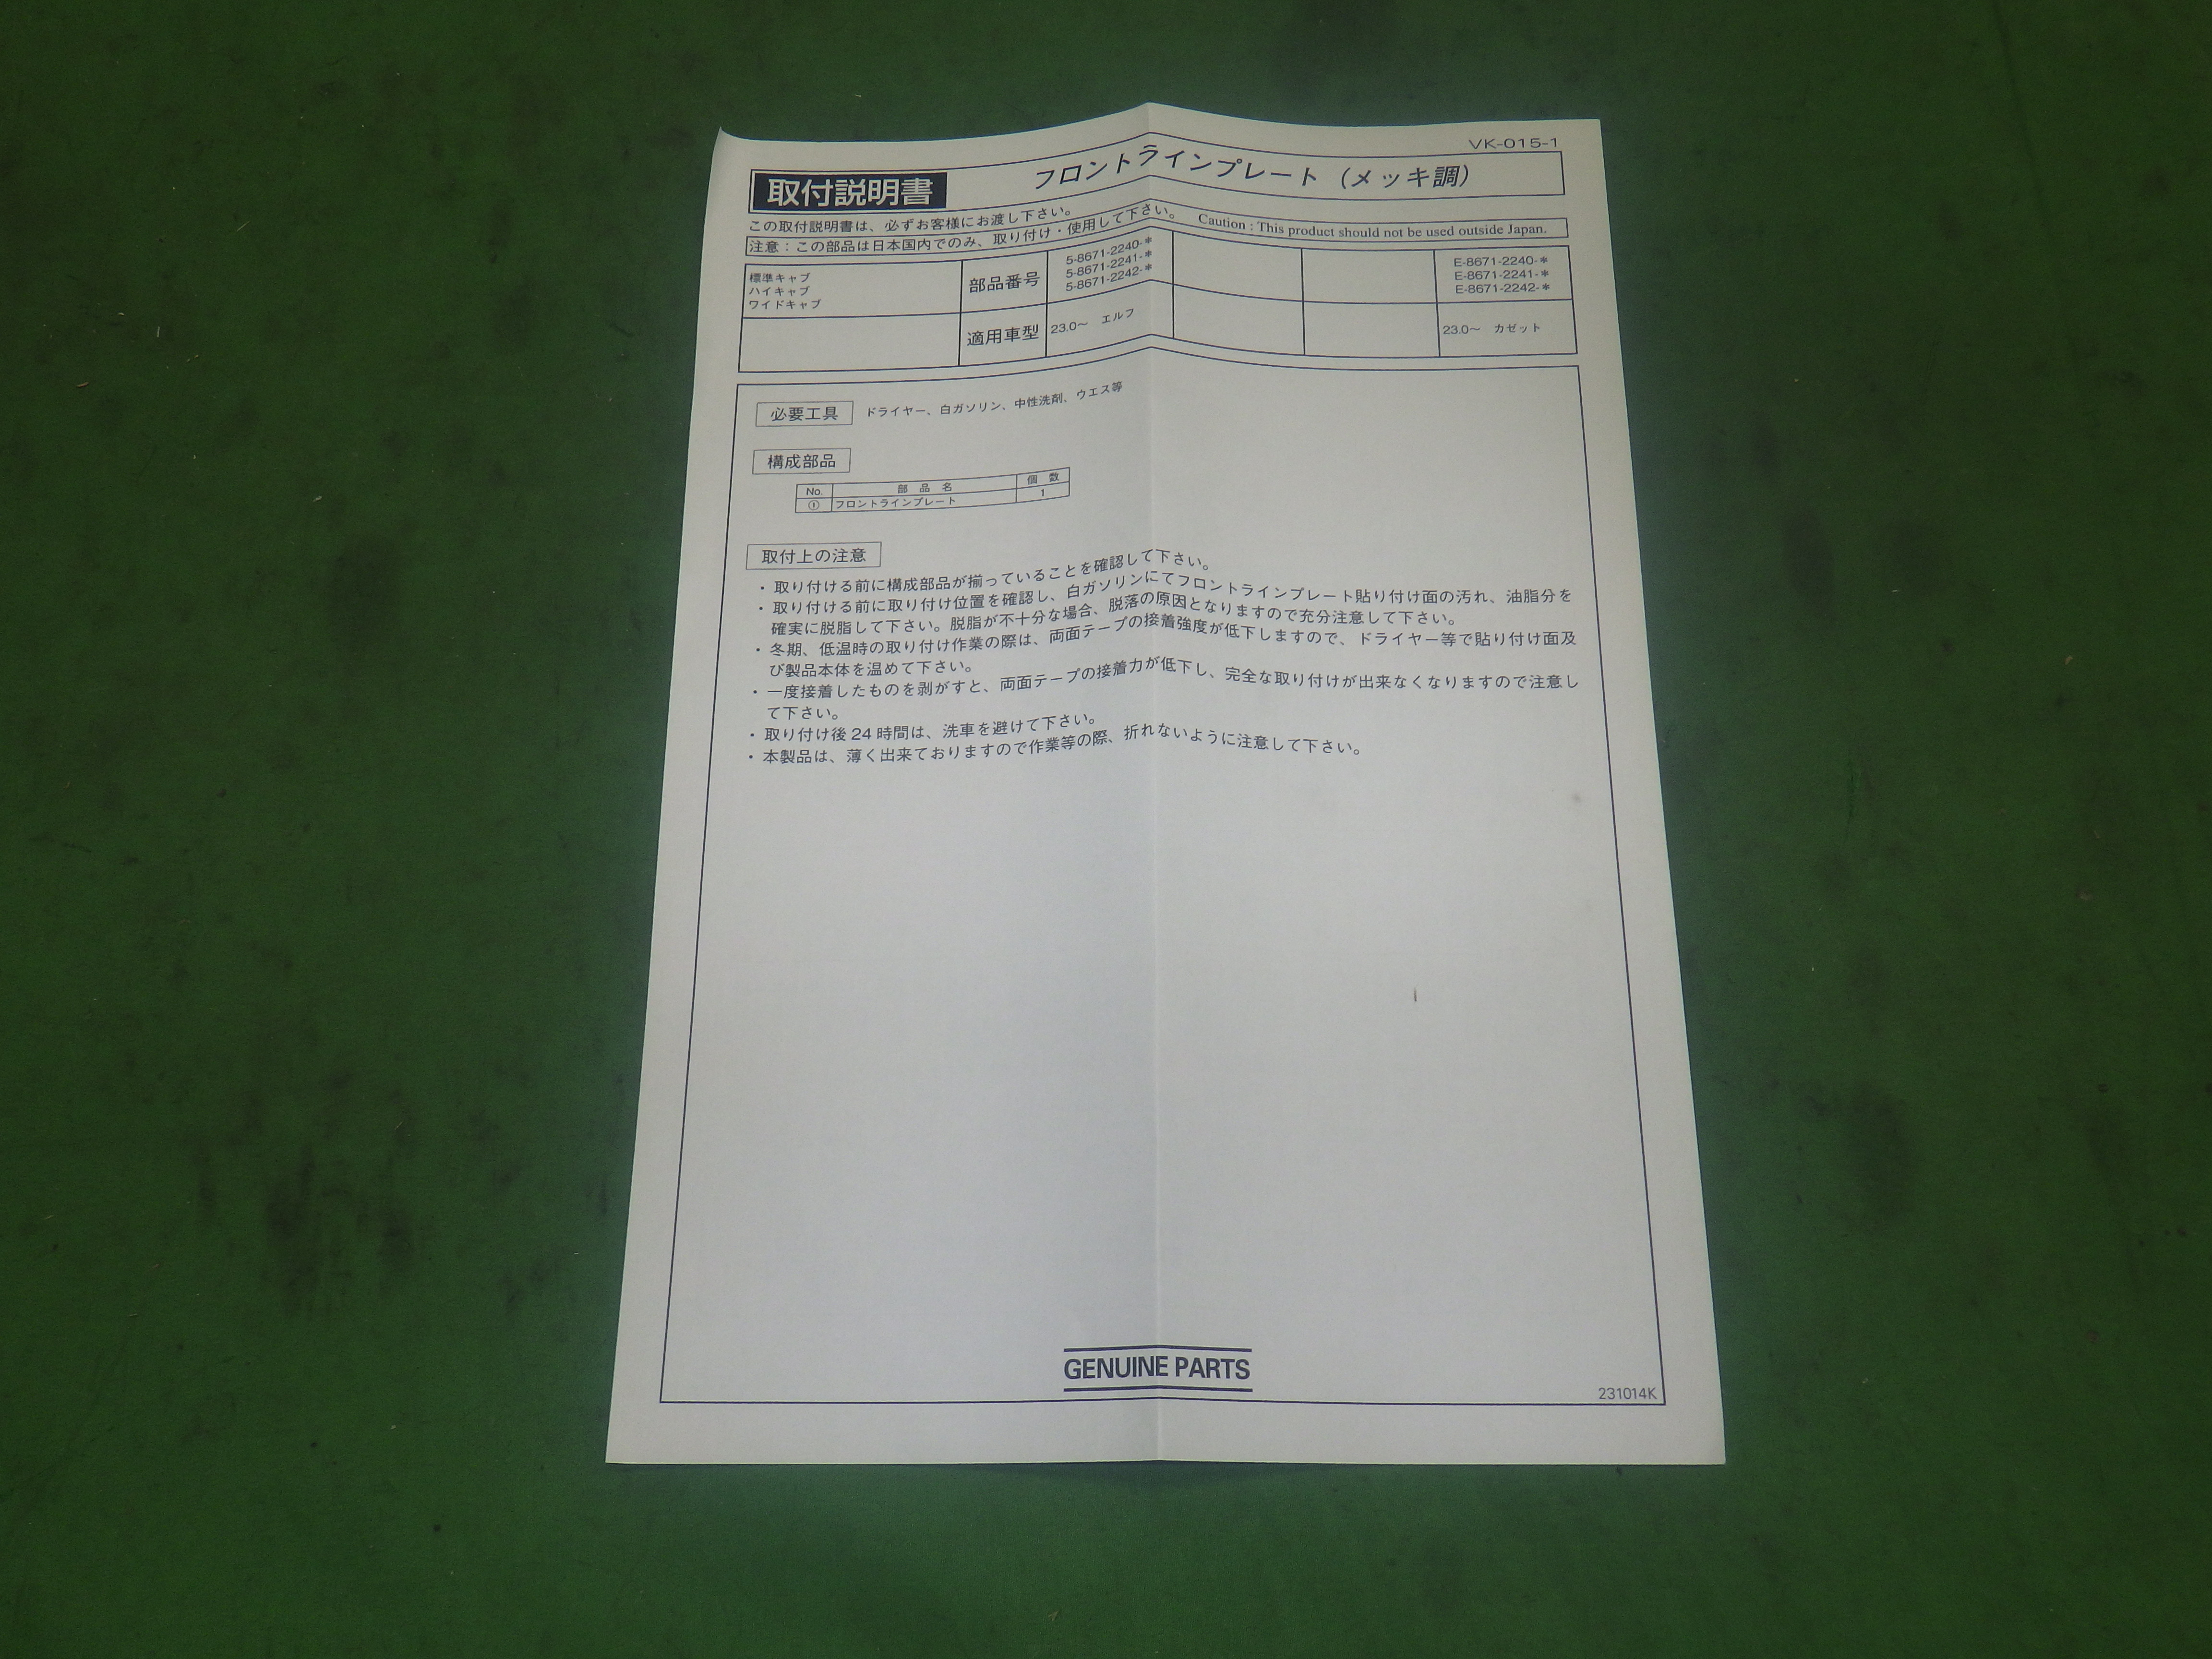 VK-015-1
取付説明書
フロントラインプレート（メッキ調）
この取付説明書は、必ずお客様にお渡し下さい。
注意：この部品は日本国内でのみ、取り付け・使用して下さい。 Caution : This product should not be used outside Japan.
標準キャブ
ハイキャブ
ワイドキャブ
部品番号
5-8671-2240-*
5-8671-2241-*
5-8671-2242-*
E-8671-2240-*
E-8671-2241-*
E-8671-2242-*
適用車型
23.0～ エルフ
23.0～ カゼット
必要工具 ドライヤー、白ガソリン、中性洗剤、ウエス等
構成部品
No. 部 品 名 個 数
① フロントラインプレート 1
取付上の注意
・取り付ける前に構成部品が揃っていることを確認して下さい。
・取り付ける前に取り付け位置を確認し、白ガソリンにてフロントラインプレート貼り付け面の汚れ、油脂分を
確実に脱脂して下さい。脱脂が不十分な場合、脱落の原因となりますので充分注意して下さい。
・冬期、低温時の取り付け作業の際は、両面テープの接着強度が低下しますので、ドライヤー等で貼り付け面及
び製品本体を温めて下さい。
・一度接着したものを剥がすと、両面テープの接着力が低下し、完全な取り付けが出来なくなりますので注意し
て下さい。
・取り付け後24時間は、洗車を避けて下さい。
・本製品は、薄く出来ておりますので作業等の際、折れないように注意して下さい。
GENUINE PARTS
231014K